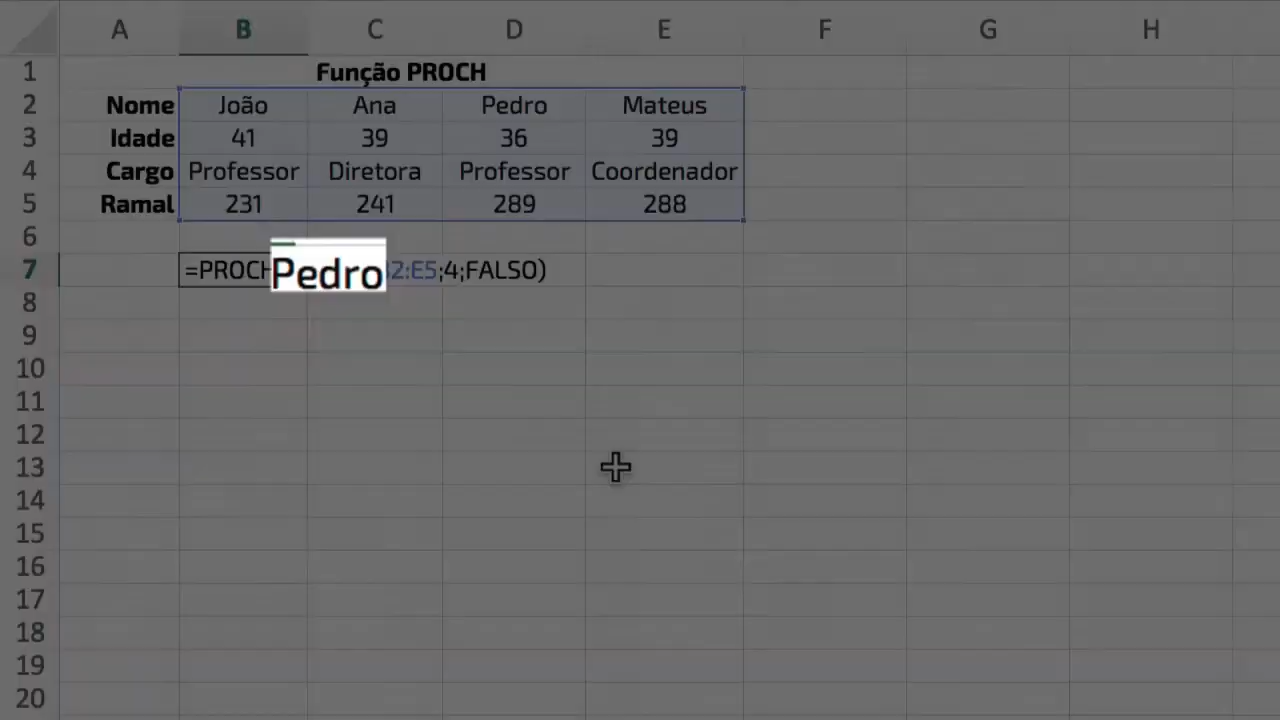 A B C D E F G H
1 Função PROCH
2 Nome João Ana Pedro Mateus
3 Idade 41 39 36 39
4 Cargo Professor Diretora Professor Coordenador
5 Ramal 231 241 289 288
6
7 =PROCH Pedro 2:E5;4;FALSO)
8
9
10
11
12
13
14
15
16
17
18
19
20